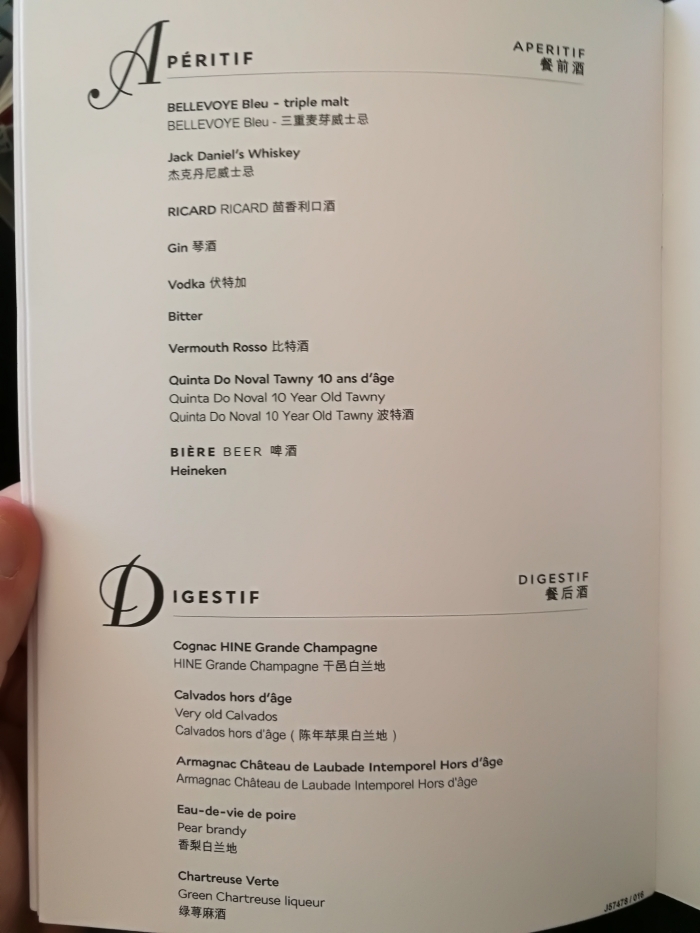 APÉRITIF
APERITIF
餐前酒
BELLEVOYE Bleu - triple malt
BELLEVOYE Bleu - 三重麦芽威士忌
Jack Daniel's Whiskey
杰克丹尼威士忌
RICARD RICARD 茴香利口酒
Gin 琴酒
Vodka 伏特加
Bitter
Vermouth Rosso 比特酒
Quinta Do Noval Tawny 10 ans d'âge
Quinta Do Noval 10 Year Old Tawny
Quinta Do Noval 10 Year Old Tawny 波特酒
BIÈRE BEER 啤酒
Heineken
DIGESTIF
DIGESTIF
餐后酒
Cognac HINE Grande Champagne
HINE Grande Champagne 干邑白兰地
Calvados hors d'âge
Very old Calvados
Calvados hors d'âge ( 陈年苹果白兰地 )
Armagnac Château de Laubade Intemporel Hors d'âge
Armagnac Château de Laubade Intemporel Hors d'âge
Eau-de-vie de poire
Pear brandy
香梨白兰地
Chartreuse Verte
Green Chartreuse liqueur
绿荨麻酒
J57478 / 016